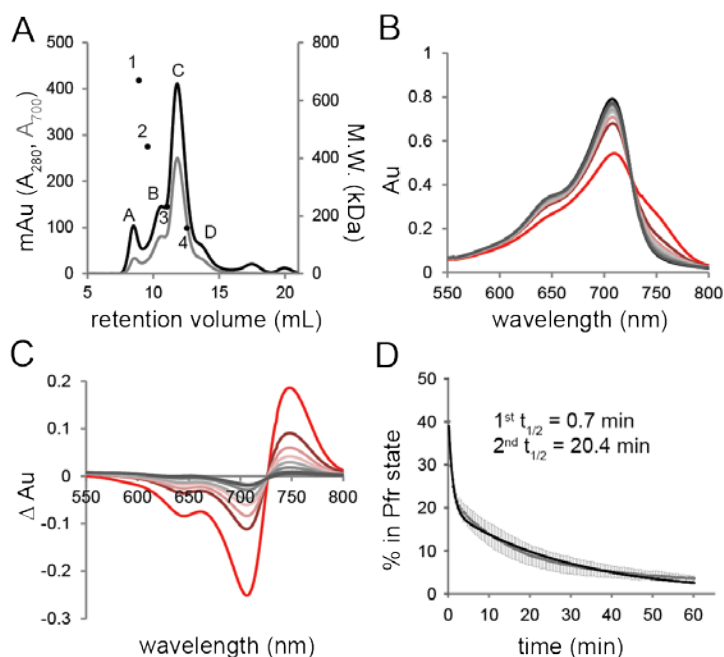 A
mAu (A280, A700)
500
400
300
200
100
0
800
600
400
200
0
M.W. (kDa)
1
2
3
4
A
B
C
D
5 10 15 20
retention volume (mL)
B
Au
1
0.8
0.6
0.4
0.2
0
550 600 650 700 750 800
wavelength (nm)
C
Δ Au
0.2
0.1
0
-0.1
-0.2
-0.3
550 600 650 700 750 800
wavelength (nm)
D
% in Pfr state
50
40
30
20
10
0
1st t1/2 = 0.7 min
2nd t1/2 = 20.4 min
0 10 20 30 40 50 60
time (min)